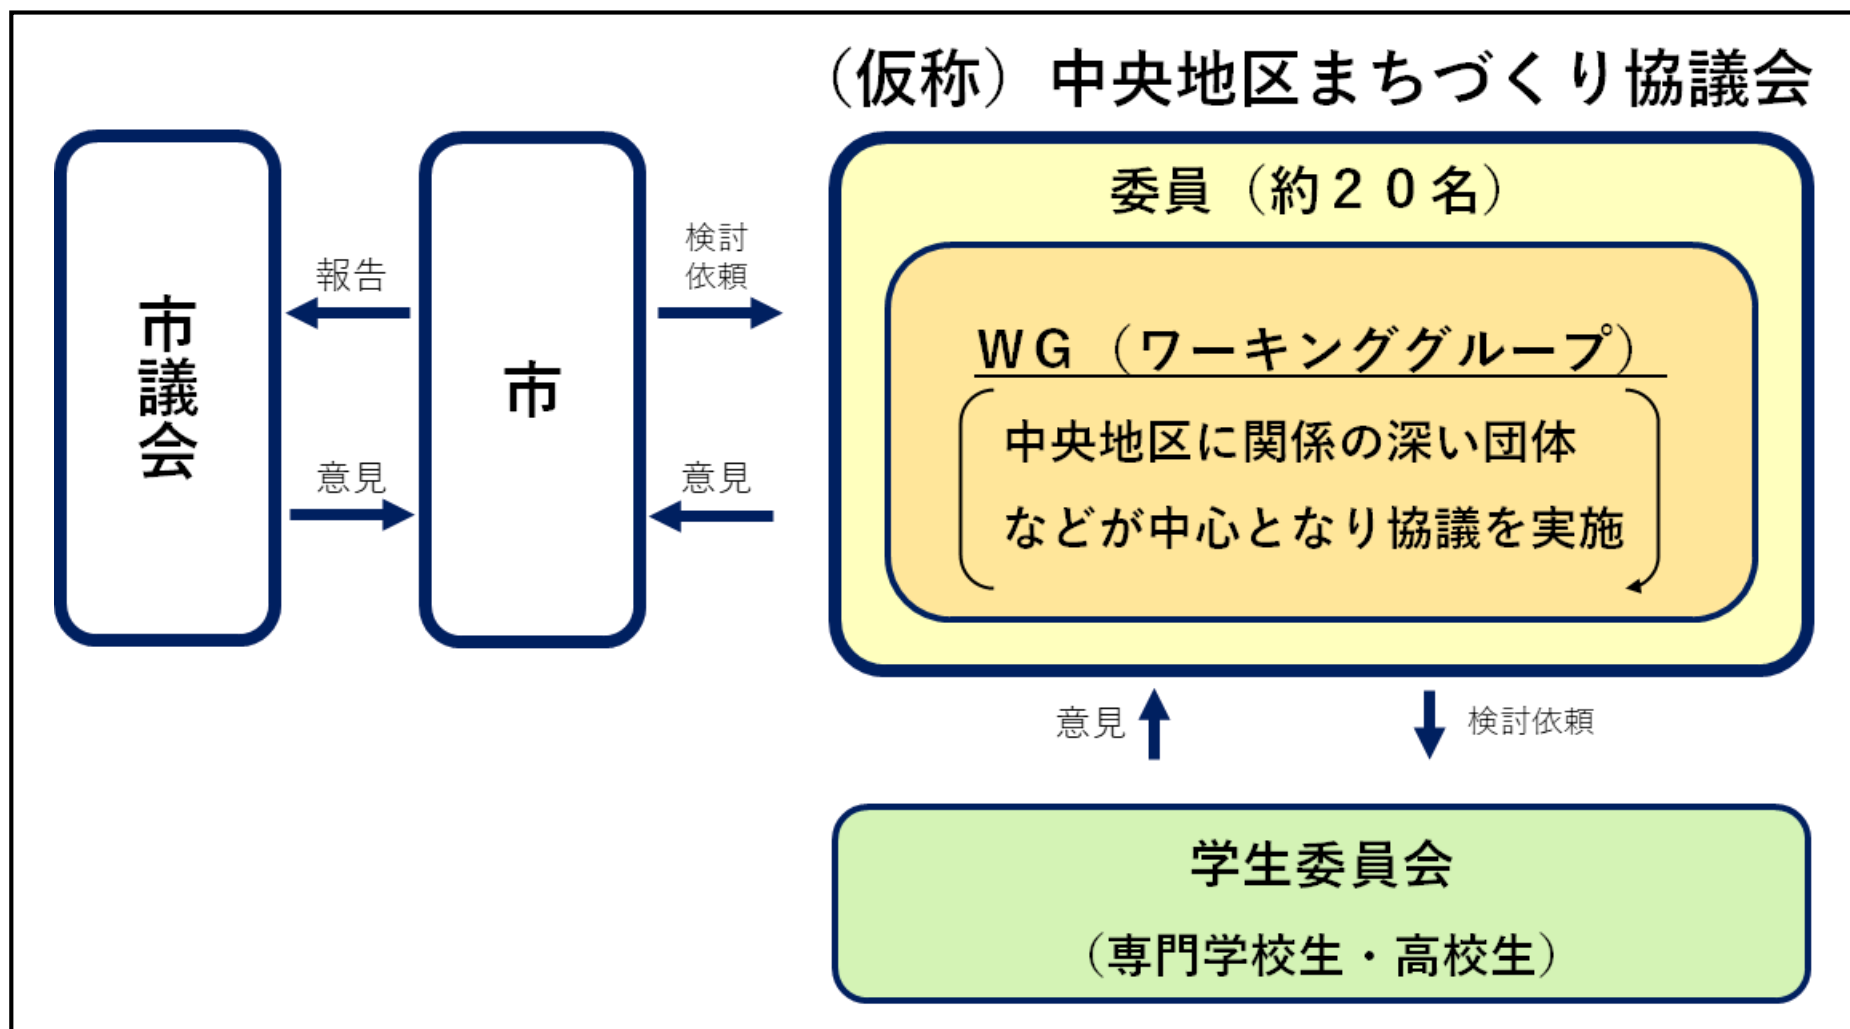 （仮称）中央地区まちづくり協議会
市議会
報告
意見
市
検討
依頼
意見
委員（約２０名）
ＷＧ（ワーキンググループ）
中央地区に関係の深い団体
などが中心となり協議を実施
意見
検討依頼
学生委員会
（専門学校生・高校生）